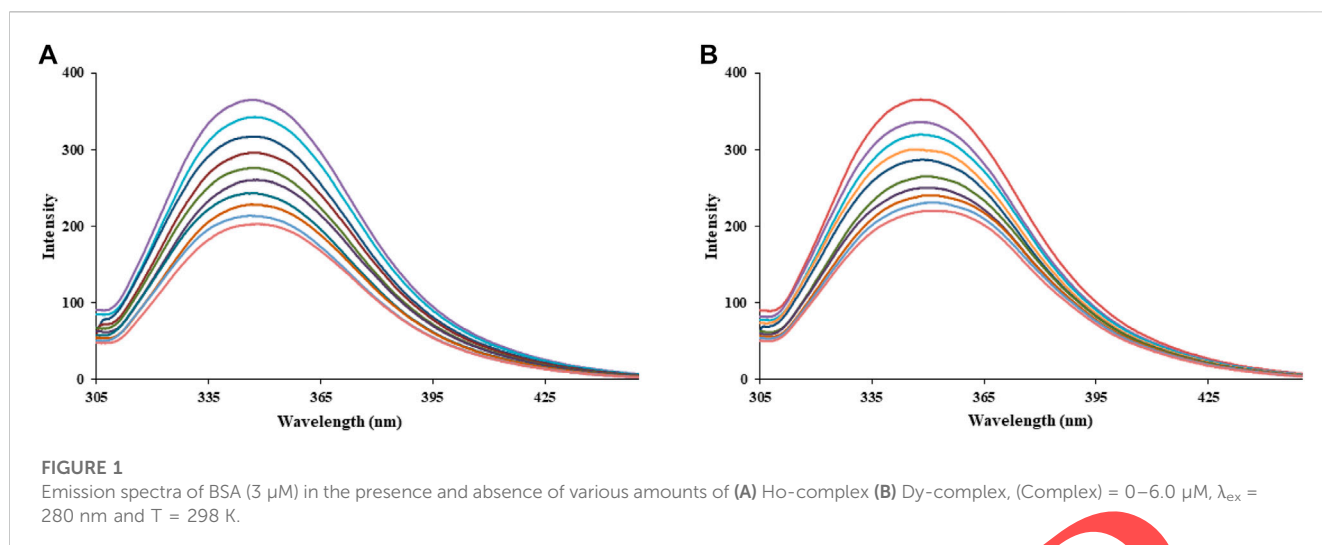 A
B
400
300
200
100
0
Intensity
305
335
365
395
425
Wavelength (nm)
400
300
200
100
0
Intensity
305
335
365
395
425
Wavelength (nm)
FIGURE 1
Emission spectra of BSA (3 μM) in the presence and absence of various amounts of (A) Ho-complex (B) Dy-complex, (Complex) = 0–6.0 μM, λex =
280 nm and T = 298 K.